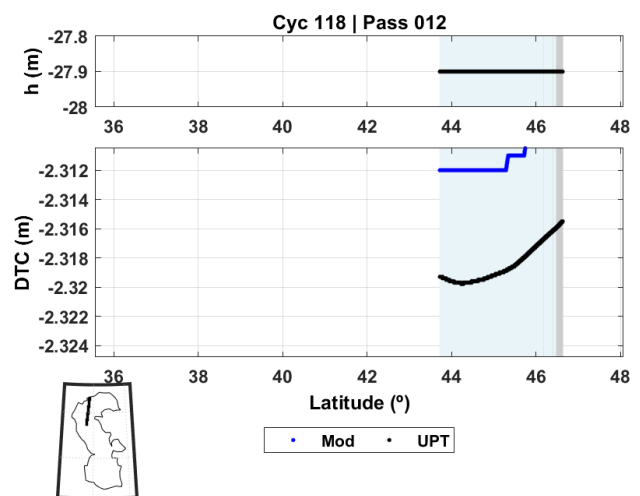 Cyc 118 | Pass 012
h (m)
-27.8
-27.9
-28
36 38 40 42 44 46 48
DTC (m)
-2.312
-2.314
-2.316
-2.318
-2.32
-2.322
-2.324
36 38 40 42 44 46 48
Latitude (º)
Mod UPT